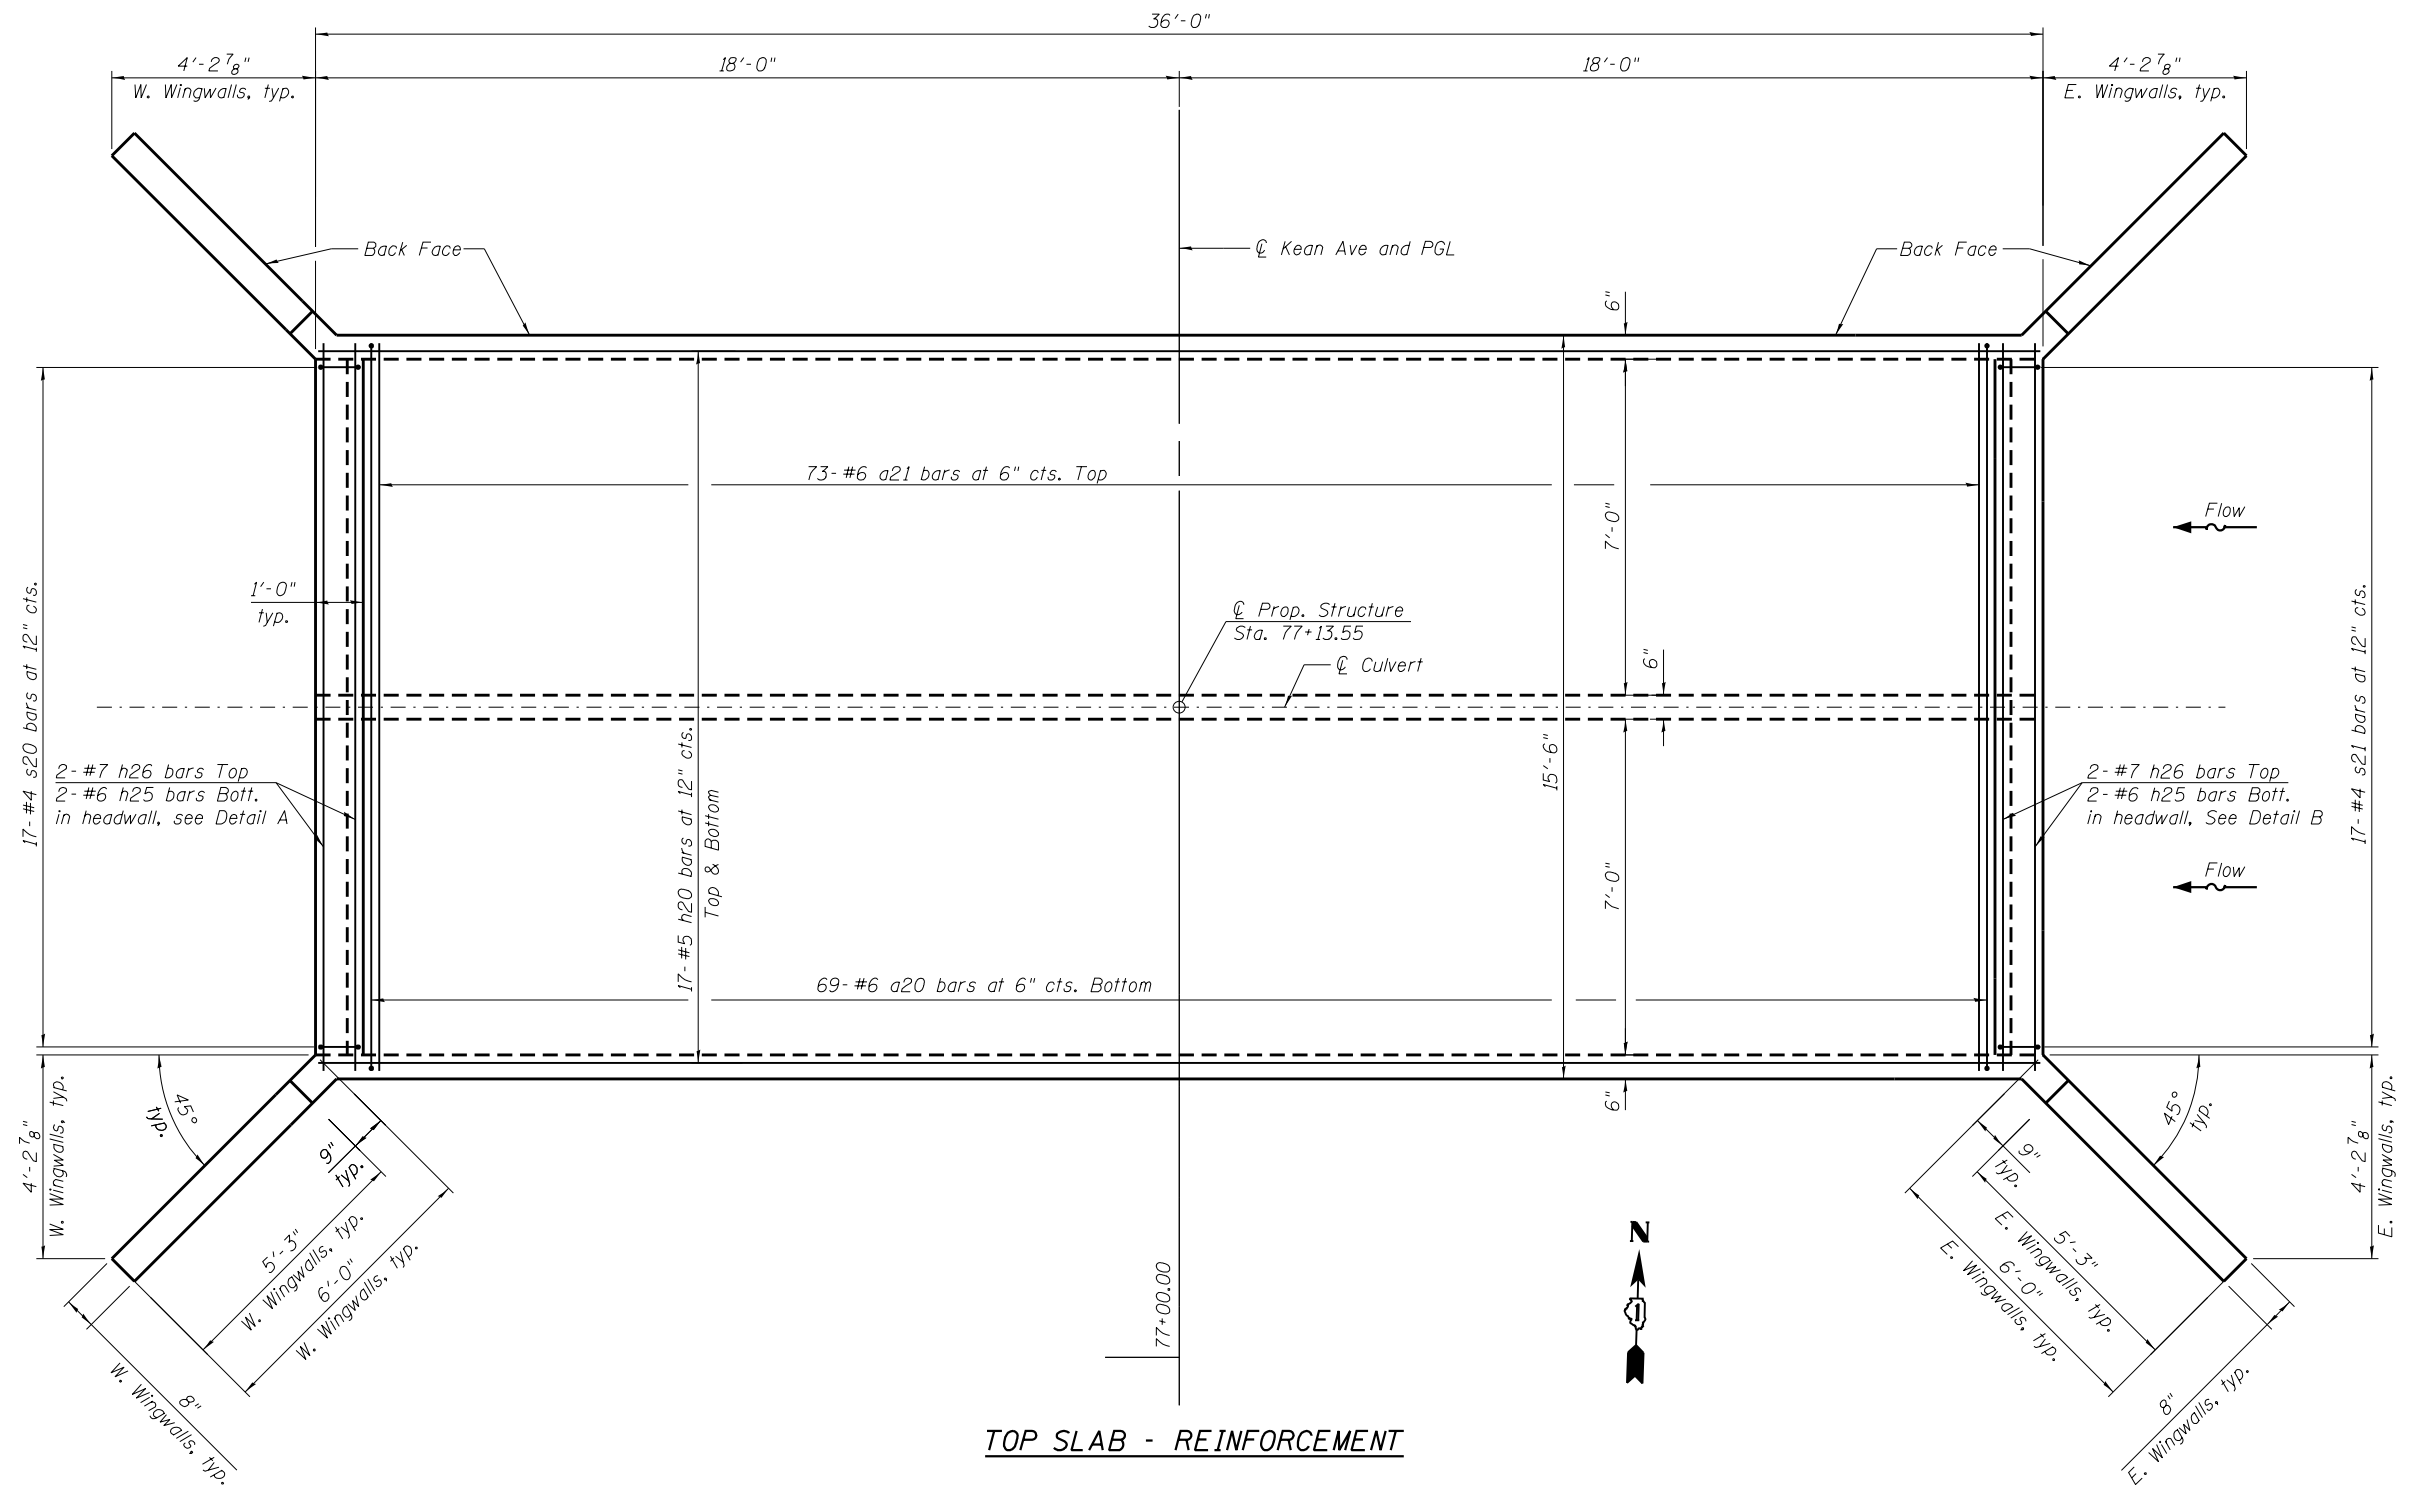 36'-0"
4'-2 7/8"
W. Wingwalls, typ.
18'-0"
18'-0"
4'-2 7/8"
E. Wingwalls, typ.
Back Face
℄ Kean Ave and PGL
Back Face
6"
73-#6 a21 bars at 6" cts. Top
7'-0"
Flow
1'-0"
typ.
17-#4 s20 bars at 12" cts.
℄ Prop. Structure
Sta. 77+13.55
℄ Culvert
6"
17-#4 s21 bars at 12" cts.
2-#7 h26 bars Top
2-#6 h25 bars Bott.
in headwall, see Detail A
17-#5 h20 bars at 12" cts.
Top & Bottom
15'-6"
2-#7 h26 bars Top
2-#6 h25 bars Bott.
in headwall, See Detail B
7'-0"
Flow
69-#6 a20 bars at 6" cts. Bottom
4'-2 7/8"
W. Wingwalls, typ.
45°
typ.
9"
typ.
5'-3"
W. Wingwalls, typ.
6'-0"
W. Wingwalls, typ.
8"
W. Wingwalls, typ.
6"
77+00.00
N
1
45°
typ.
9"
typ.
5'-3"
E. Wingwalls, typ.
6'-0"
E. Wingwalls, typ.
8"
E. Wingwalls, typ.
4'-2 7/8"
E. Wingwalls, typ.
TOP SLAB - REINFORCEMENT